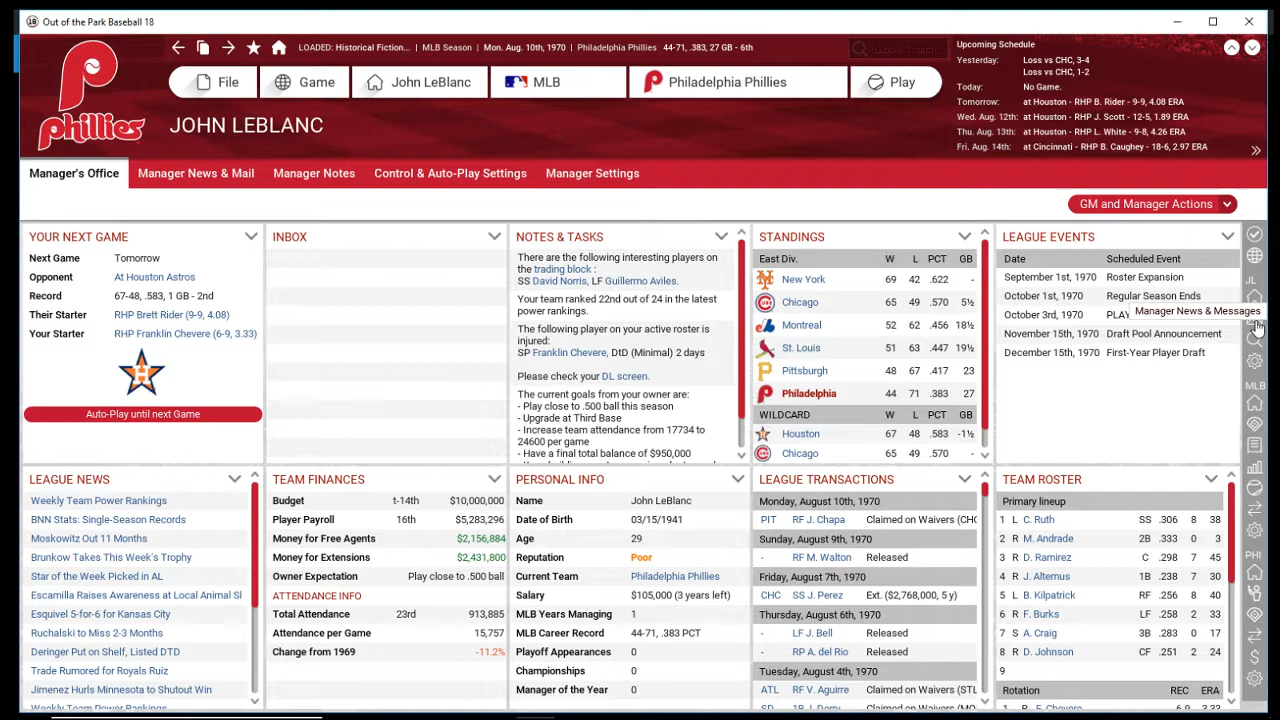 Out of the Park Baseball 18
LOADED: Historical Fiction... | MLB Season | Mon. Aug. 10th, 1970 | Philadelphia Phillies 44-71, .383, 27 GB - 6th
Global Search...
File
Game
John LeBlanc
MLB
Philadelphia Phillies
Play
Upcoming Schedule
Yesterday: Loss vs CHC, 3-4
Loss vs CHC, 1-2
Today: No Game.
Tomorrow: at Houston - RHP B. Rider - 9-9, 4.08 ERA
Wed. Aug. 12th: at Houston - RHP J. Scott - 12-5, 1.89 ERA
Thu. Aug. 13th: at Houston - RHP L. White - 9-8, 4.26 ERA
Fri. Aug. 14th: at Cincinnati - RHP B. Caughey - 18-6, 2.97 ERA
phillies
JOHN LEBLANC
Manager's Office
Manager News & Mail
Manager Notes
Control & Auto-Play Settings
Manager Settings
GM and Manager Actions
YOUR NEXT GAME
Next Game Tomorrow
Opponent At Houston Astros
Record 67-48, .583, 1 GB - 2nd
Their Starter RHP Brett Rider (9-9, 4.08)
Your Starter RHP Franklin Chevere (6-9, 3.33)
H
Auto-Play until next Game
INBOX
NOTES & TASKS
There are the following interesting players on
the trading block :
SS David Norris, LF Guillermo Aviles.
Your team ranked 22nd out of 24 in the latest
power rankings.
The following player on your active roster is
injured:
SP Franklin Chevere, DtD (Minimal) 2 days
Please check your DL screen.
The current goals from your owner are:
- Play close to .500 ball this season
- Upgrade at Third Base
- Increase team attendance from 17734 to
24600 per game
- Have a final total balance of $950,000
STANDINGS
East Div. W L PCT GB
New York 69 42 .622 -
Chicago 65 49 .570 5½
Montreal 52 62 .456 18½
St. Louis 51 63 .447 19½
Pittsburgh 48 67 .417 23
Philadelphia 44 71 .383 27
WILDCARD W L PCT GB
Houston 67 48 .583 -1½
Chicago 65 49 .570 -
LEAGUE EVENTS
Date Scheduled Event
September 1st, 1970 Roster Expansion
October 1st, 1970 Regular Season Ends
October 3rd, 1970 PLAY
November 15th, 1970 Draft Pool Announcement
December 15th, 1970 First-Year Player Draft
Manager News & Messages
JL
MLB
PHI
LEAGUE NEWS
Weekly Team Power Rankings
BNN Stats: Single-Season Records
Moskowitz Out 11 Months
Brunkow Takes This Week's Trophy
Star of the Week Picked in AL
Escamilla Raises Awareness at Local Animal Sl
Esquivel 5-for-6 for Kansas City
Ruchalski to Miss 2-3 Months
Deringer Put on Shelf, Listed DTD
Trade Rumored for Royals Ruiz
Jimenez Hurls Minnesota to Shutout Win
Weekly Team Power Rankings
TEAM FINANCES
Budget t-14th $10,000,000
Player Payroll 16th $5,283,296
Money for Free Agents $2,156,884
Money for Extensions $2,431,800
Owner Expectation Play close to .500 ball
ATTENDANCE INFO
Total Attendance 23rd 913,885
Attendance per Game 15,757
Change from 1969 -11.2%
PERSONAL INFO
Name John LeBlanc
Date of Birth 03/15/1941
Age 29
Reputation Poor
Current Team Philadelphia Phillies
Salary $105,000 (3 years left)
MLB Years Managing 1
MLB Career Record 44-71, .383 PCT
Playoff Appearances 0
Championships 0
Manager of the Year 0
LEAGUE TRANSACTIONS
Monday, August 10th, 1970
PIT RF J. Chapa Claimed on Waivers (CHC
Sunday, August 9th, 1970
- RF M. Walton Released
Friday, August 7th, 1970
CHC SS J. Perez Ext. ($2,768,000, 5 y)
Thursday, August 6th, 1970
- LF J. Bell Released
- RP A. del Rio Released
Tuesday, August 4th, 1970
ATL RF V. Aguirre Claimed on Waivers (STL
SD 1B J. Derry Claimed on Waivers (MO
TEAM ROSTER
Primary lineup
1 L C. Ruth SS .306 8 38
2 R M. Andrade 2B .333 0 3
3 R D. Ramirez C .298 7 45
4 R J. Altemus 1B .238 7 30
5 L B. Kilpatrick RF .256 8 40
6 R F. Burks LF .258 2 33
7 S A. Craig 3B .283 0 17
8 R D. Johnson CF .251 2 24
9
Rotation REC ERA
1 R F. Chevere 6-9 3.33